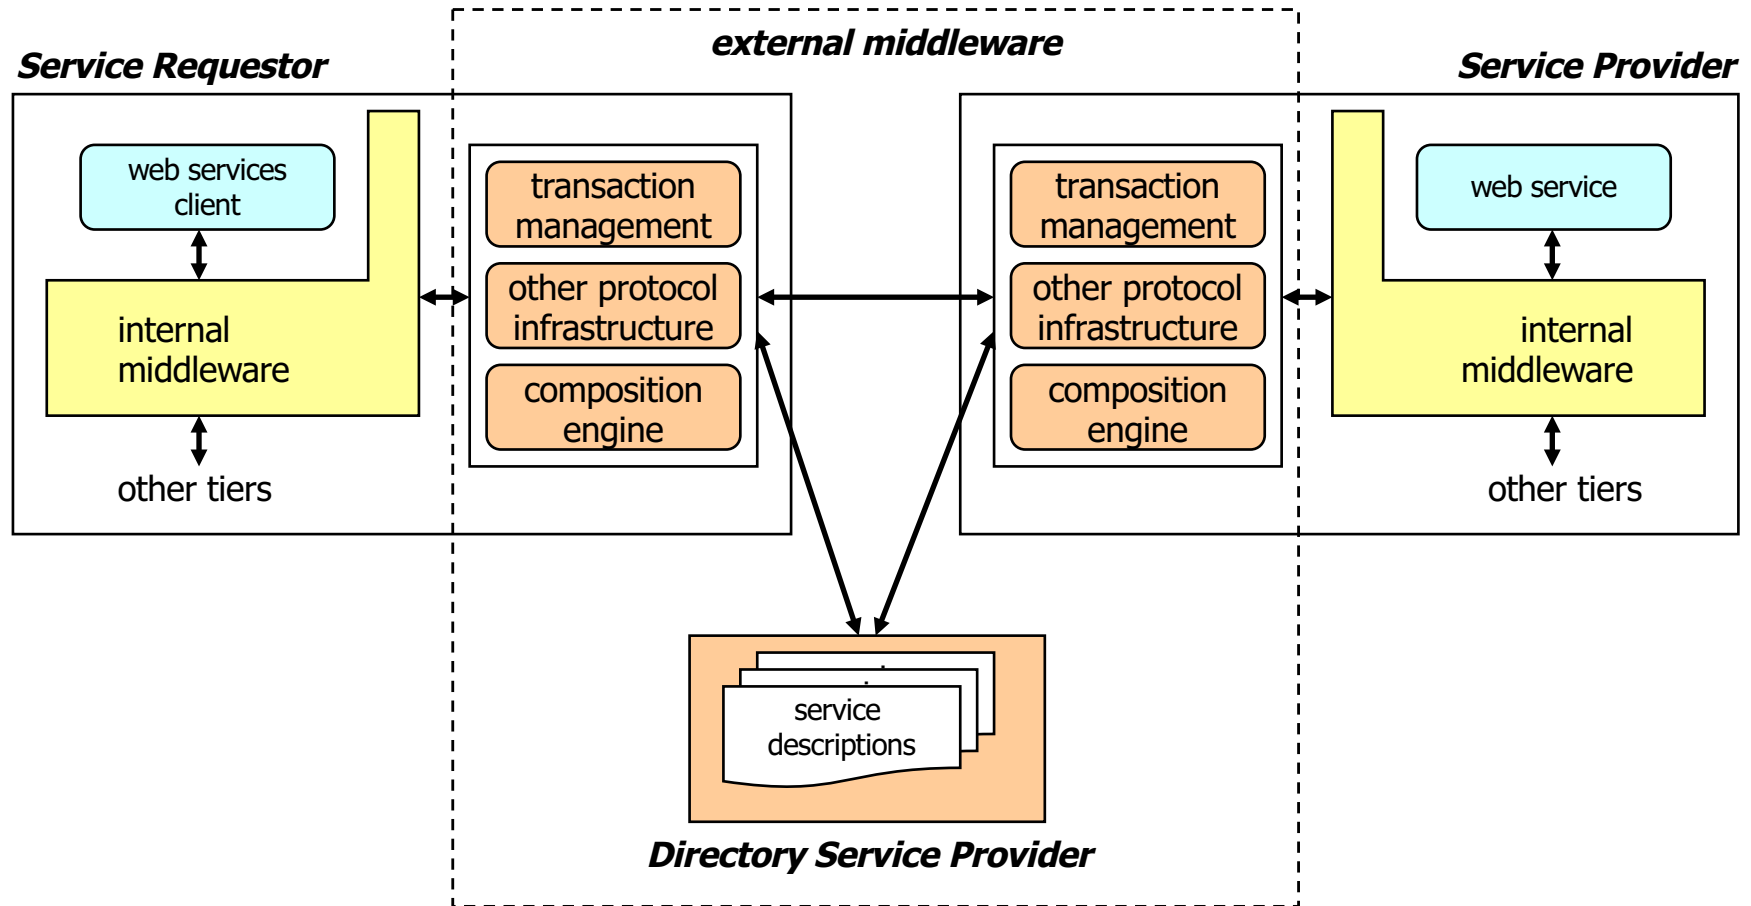 external middleware
Service Requestor
Service Provider
web services
client
internal
middleware
other tiers
transaction
management
other protocol
infrastructure
composition
engine
transaction
management
other protocol
infrastructure
composition
engine
web service
internal
middleware
other tiers
service
descriptions
Directory Service Provider